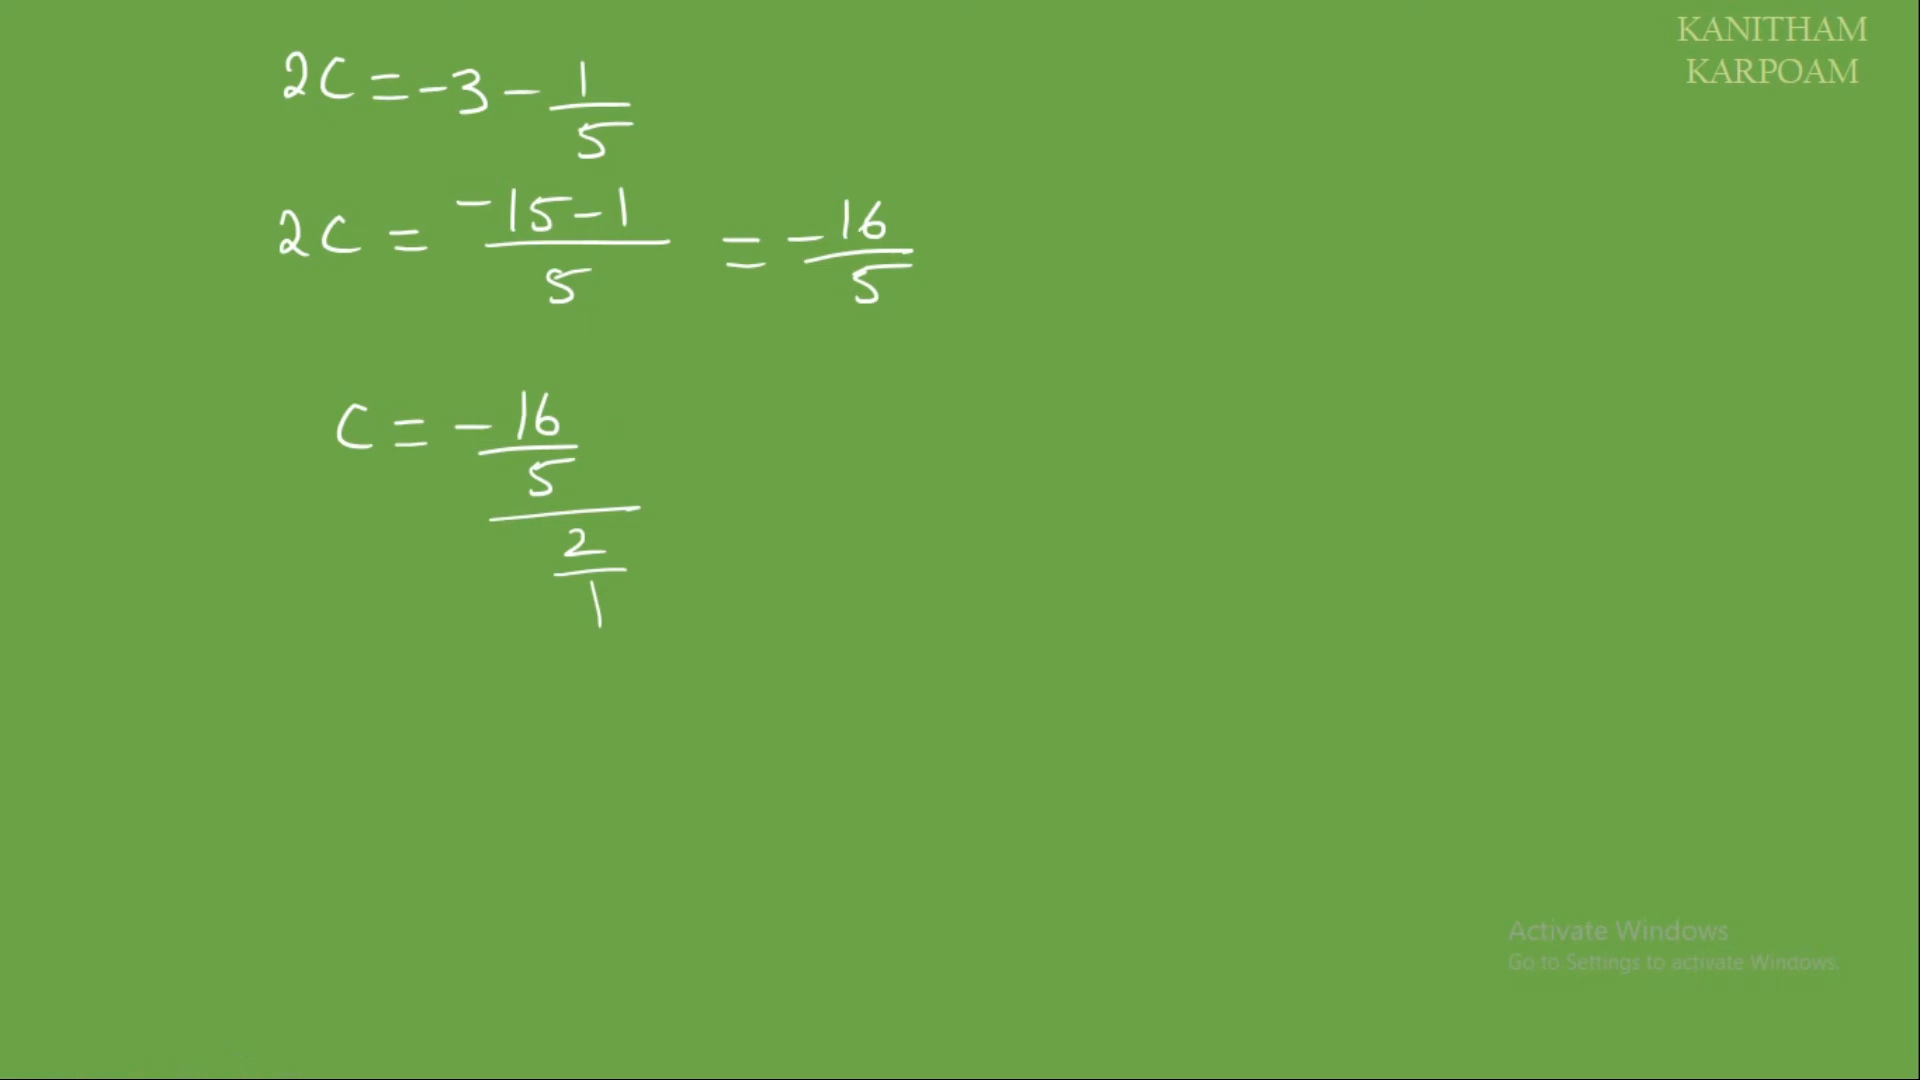 KANITHAM
KARPOAM
2C = -3 - 1/5
2C = (-15-1)/5 = -16/5
C = (-16/5)/(2/1)
Activate Windows
Go to Settings to activate Windows.